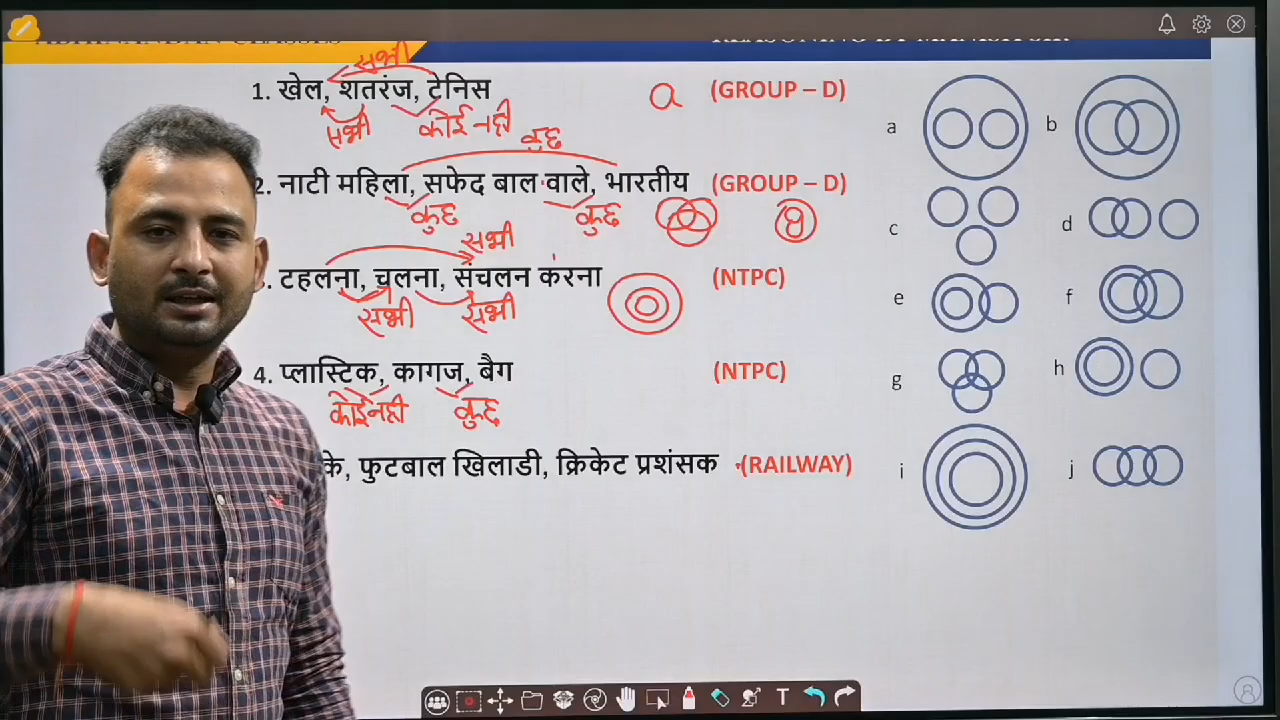 सभी
1. खेल, शतरंज, टेनिस a (GROUP – D) a b
सभी कोई नही
कुछ
2. नाटी महिला, सफेद बाल वाले, भारतीय (GROUP – D)
कुछ कुछ g c d
सभी
. टहलना, चलना, संचलन करना (NTPC) e f
सभी सभी
4. प्लास्टिक, कागज, बैग (NTPC) g h
कोई नही कुछ
के, फुटबाल खिलाडी, क्रिकेट प्रशंसक (RAILWAY) i j
T